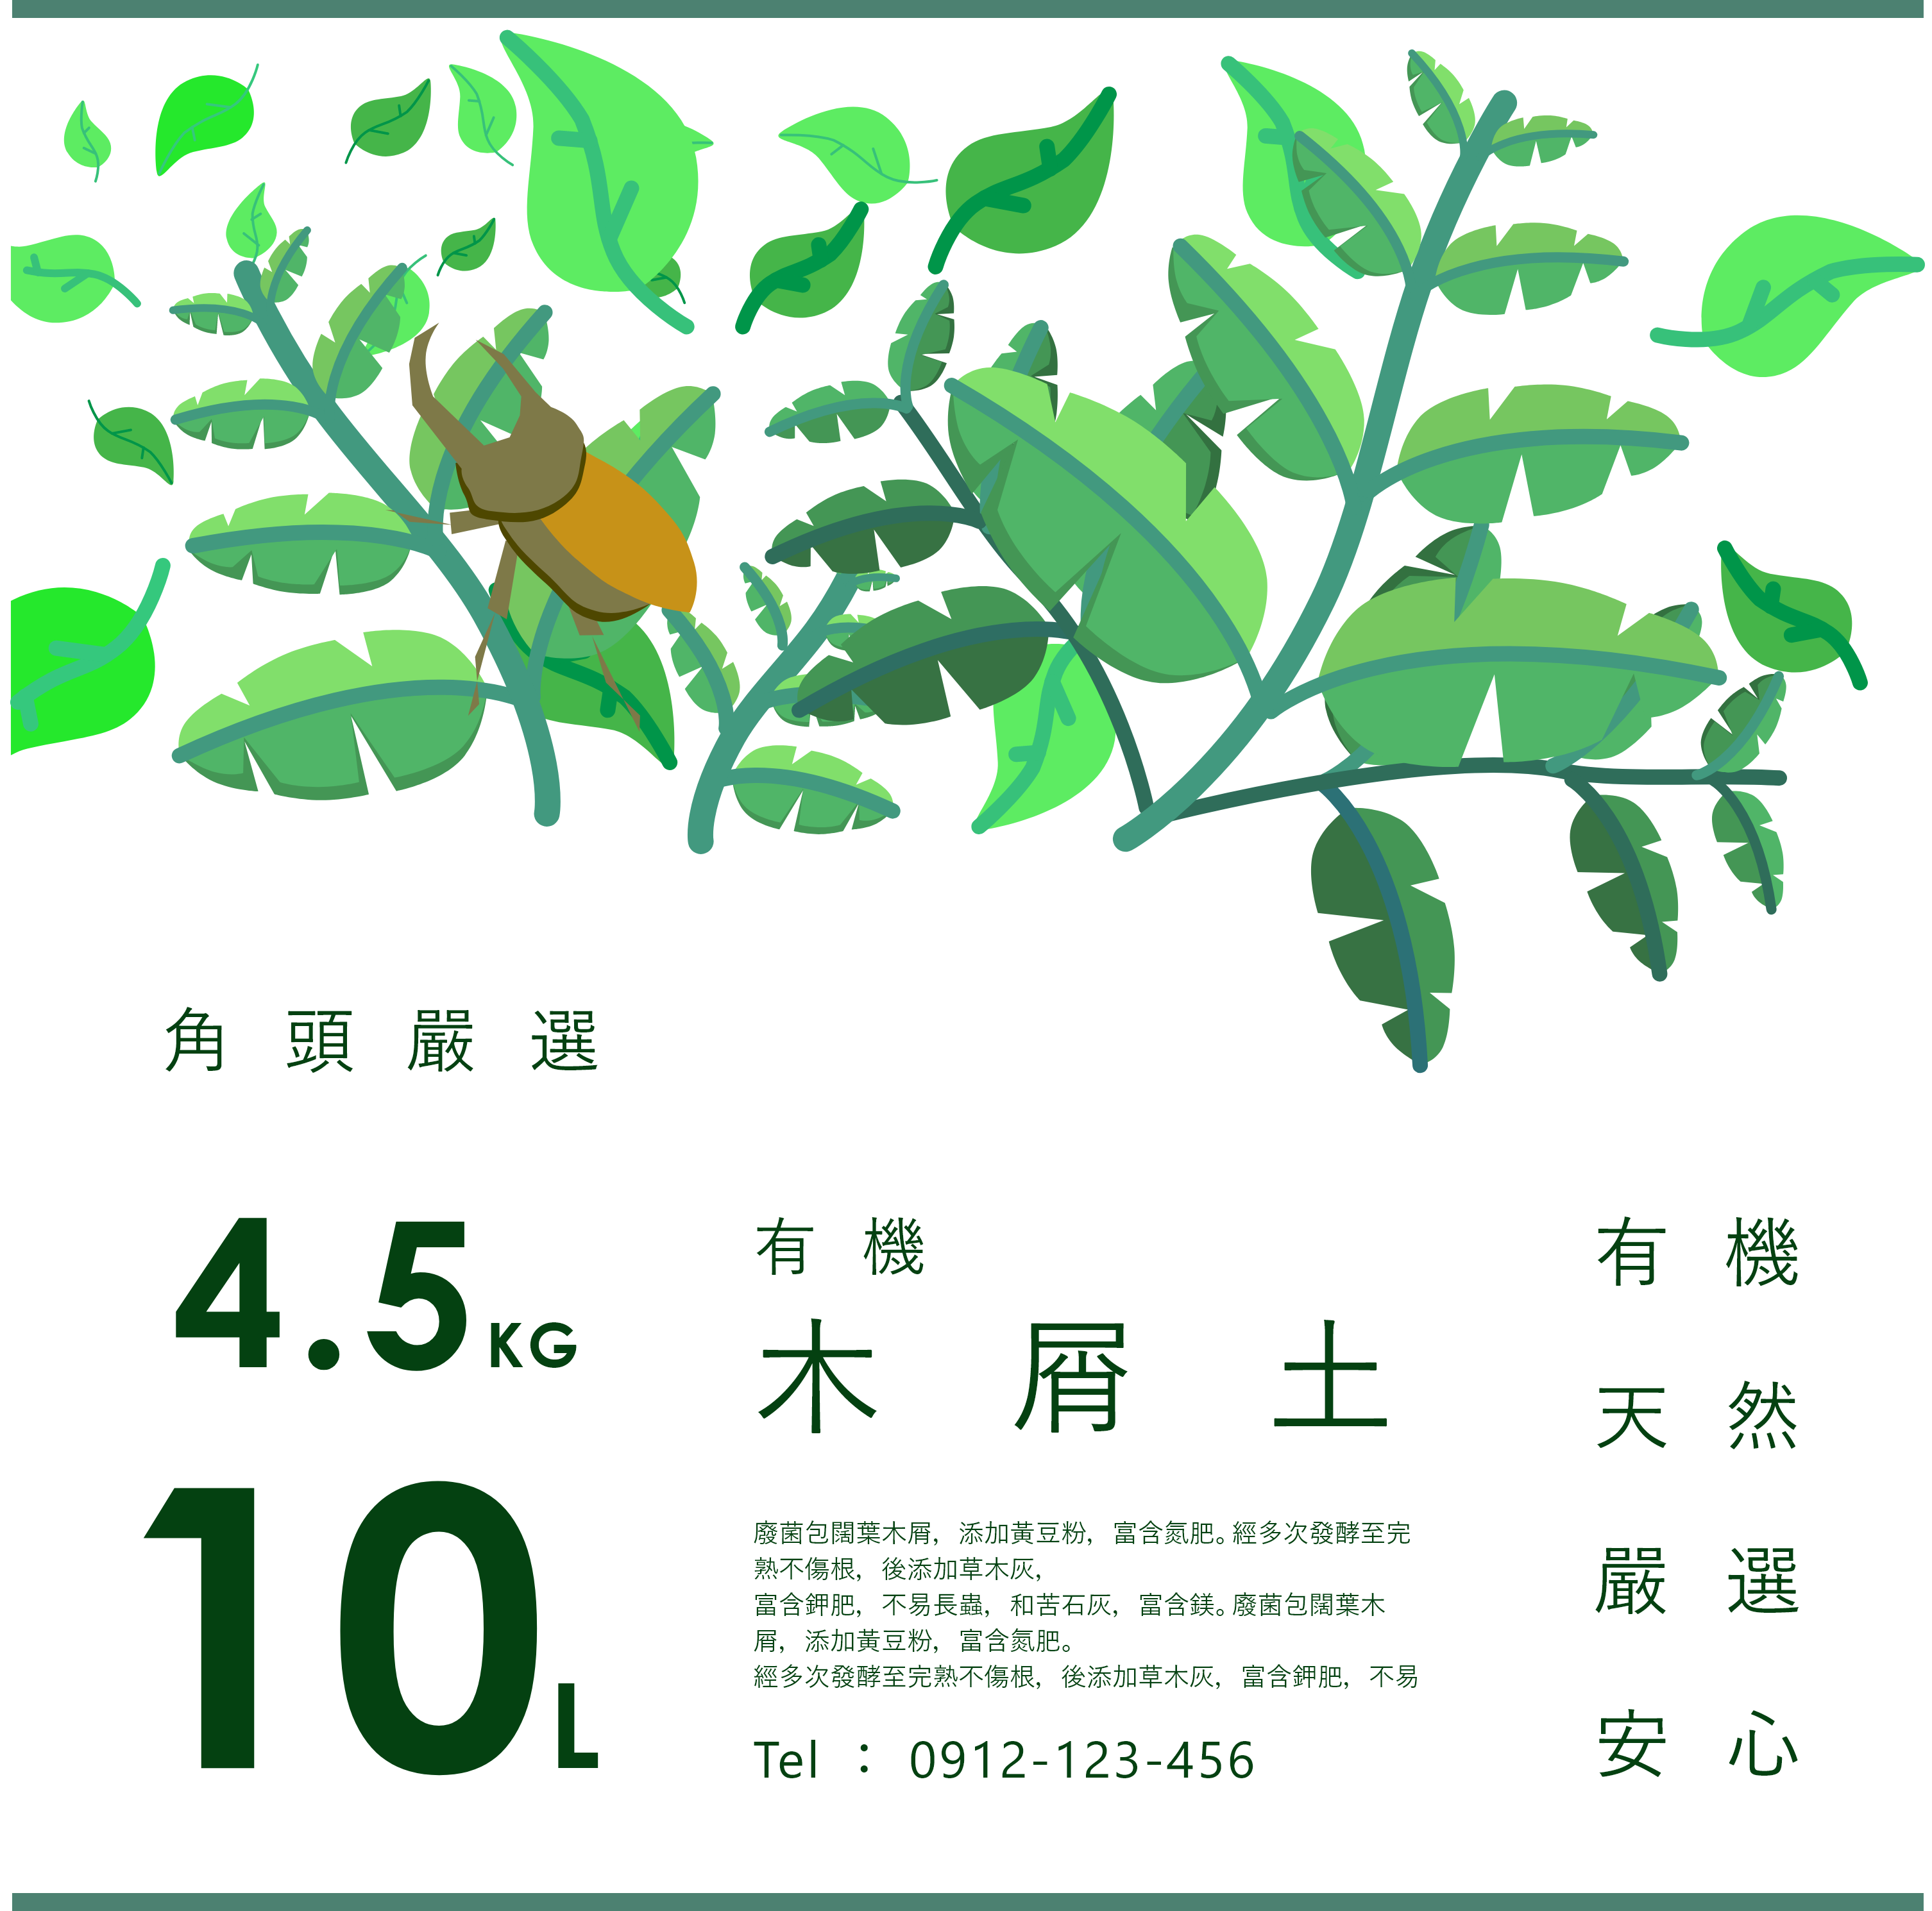 角頭嚴選
4.5KG
10L
有機
木屑土
廢菌包闊葉木屑，添加黃豆粉，富含氮肥。經多次發酵至完
熟不傷根，後添加草木灰，
富含鉀肥，不易長蟲，和苦石灰，富含鎂。廢菌包闊葉木
屑，添加黃豆粉，富含氮肥。
經多次發酵至完熟不傷根，後添加草木灰，富含鉀肥，不易
Tel ： 0912-123-456
有機
天然
嚴選
安心